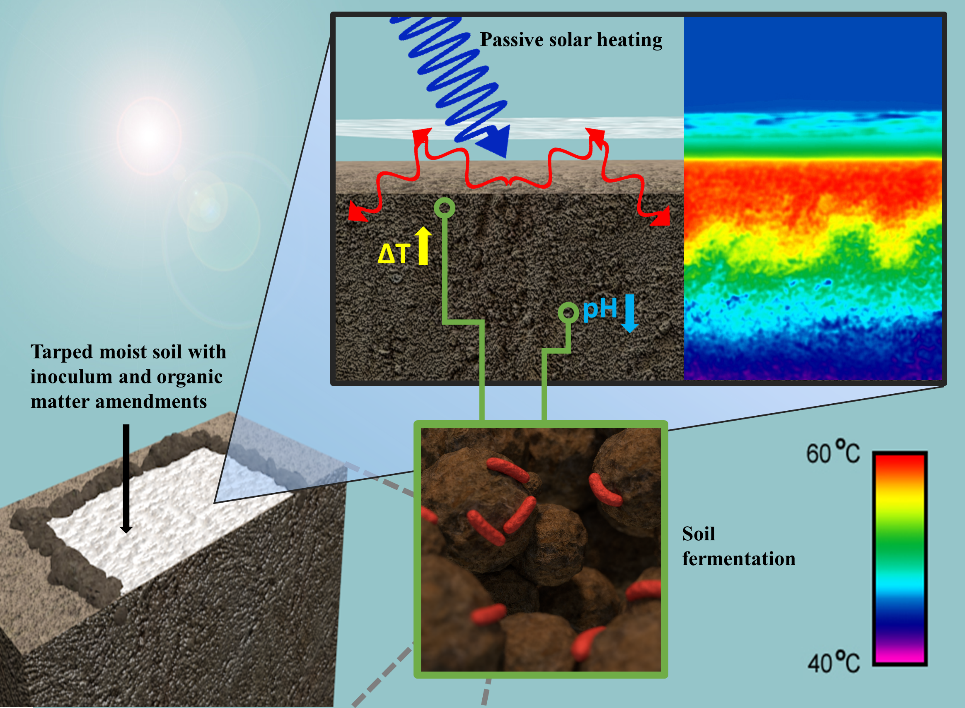 Passive solar heating
ΔT
pH
Tarped moist soil with
inoculum and organic
matter amendments
60 °C
Soil
fermentation
40 °C